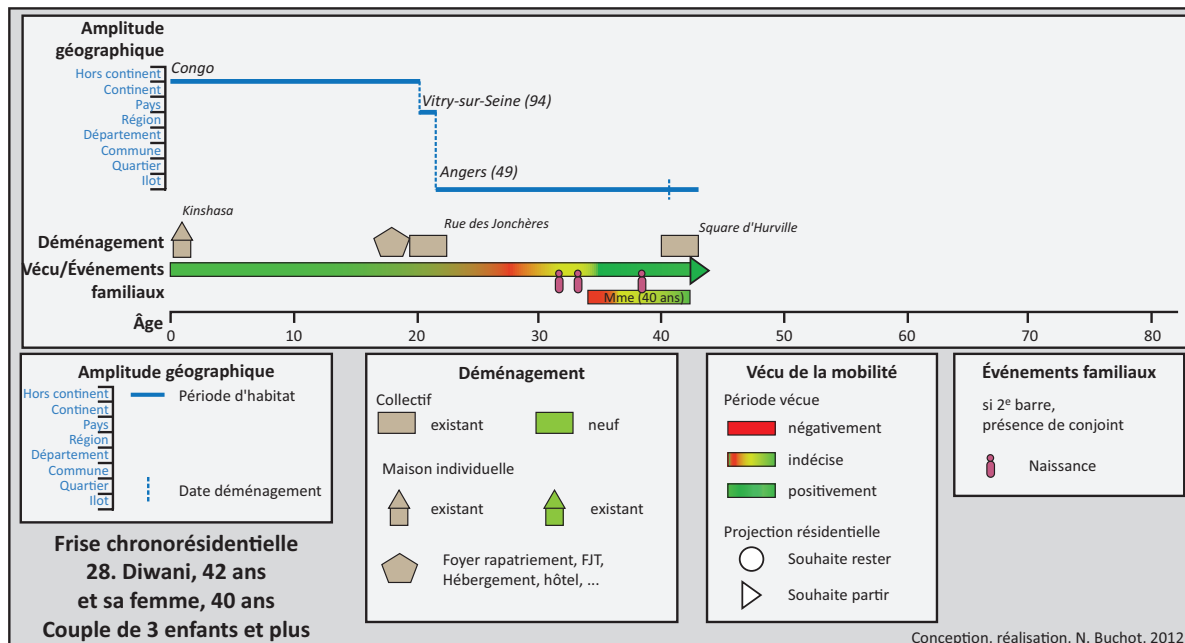 Amplitude
géographique
Hors continent
Continent
Pays
Région
Département
Commune
Quartier
Ilot
Congo
Vitry-sur-Seine (94)
Angers (49)
Kinshasa
Rue des Jonchères
Square d'Hurville
Déménagement
Vécu/Événements
familiaux
Mme (40 ans)
Âge
0 10 20 30 40 50 60 70 80
Amplitude géographique
Hors continent
Continent
Pays
Région
Département
Commune
Quartier
Ilot
Période d'habitat
Date déménagement
Frise chronorésidentielle
28. Diwani, 42 ans
et sa femme, 40 ans
Couple de 3 enfants et plus
Déménagement
Collectif
existant neuf
Maison individuelle
existant existant
Foyer rapatriement, FJT,
Hébergement, hôtel, ...
Vécu de la mobilité
Période vécue
négativement
indécise
positivement
Projection résidentielle
Souhaite rester
Souhaite partir
Événements familiaux
si 2e barre,
présence de conjoint
Naissance
Conception, réalisation, N. Buchot, 2012